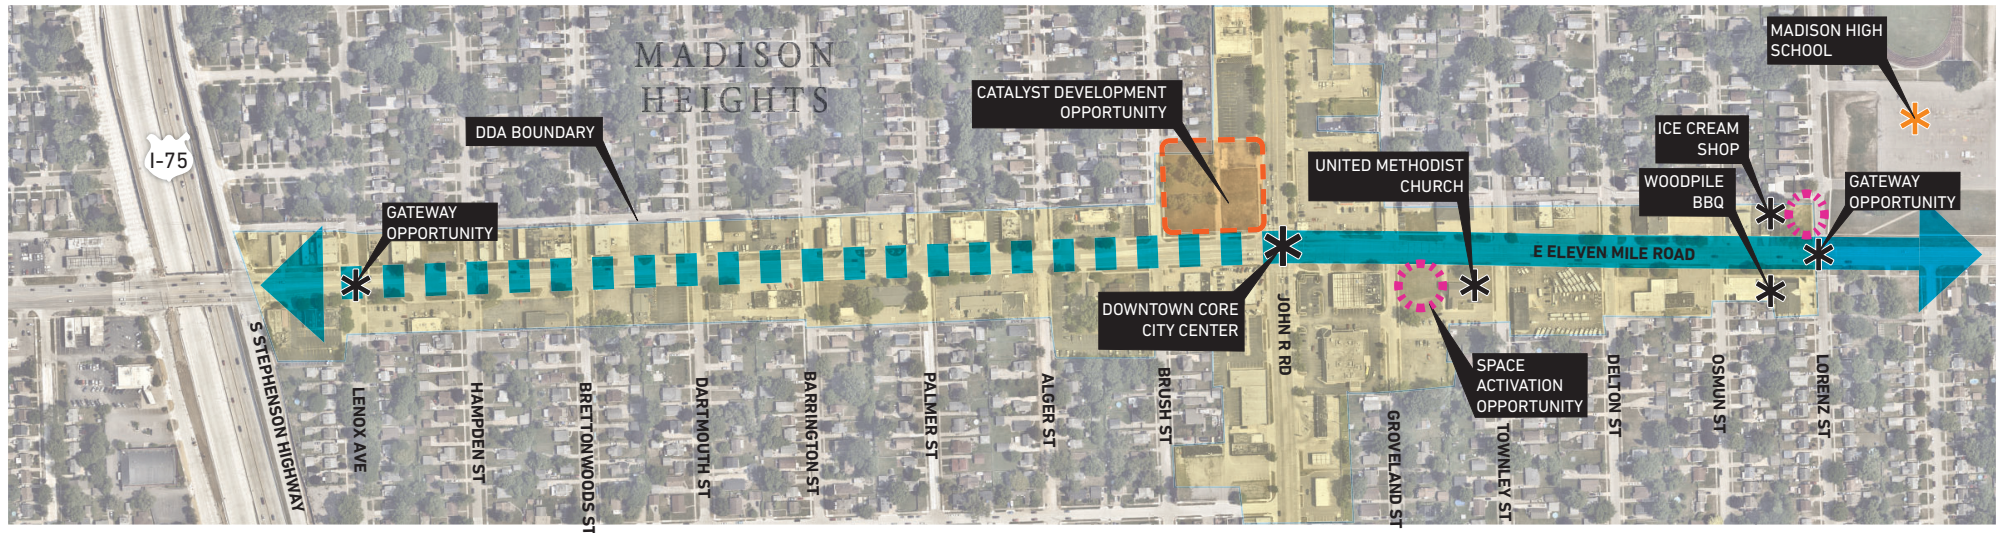 MADISON
HEIGHTS
MADISON HIGH
SCHOOL
CATALYST DEVELOPMENT
OPPORTUNITY
DDA BOUNDARY
I-75
ICE CREAM
SHOP
UNITED METHODIST
CHURCH
WOODPILE
BBQ
GATEWAY
OPPORTUNITY
GATEWAY
OPPORTUNITY
E ELEVEN MILE ROAD
DOWNTOWN CORE
CITY CENTER
SPACE
ACTIVATION
OPPORTUNITY
S STEPHENSON HIGHWAY
LENOX AVE
HAMPDEN ST
BRETTONWOODS ST
DARTMOUTH ST
BARRINGTON ST
PALMER ST
ALGER ST
BRUSH ST
JOHN R RD
GROVELAND ST
TOWNLEY ST
DELTON ST
OSMUN ST
LORENZ ST